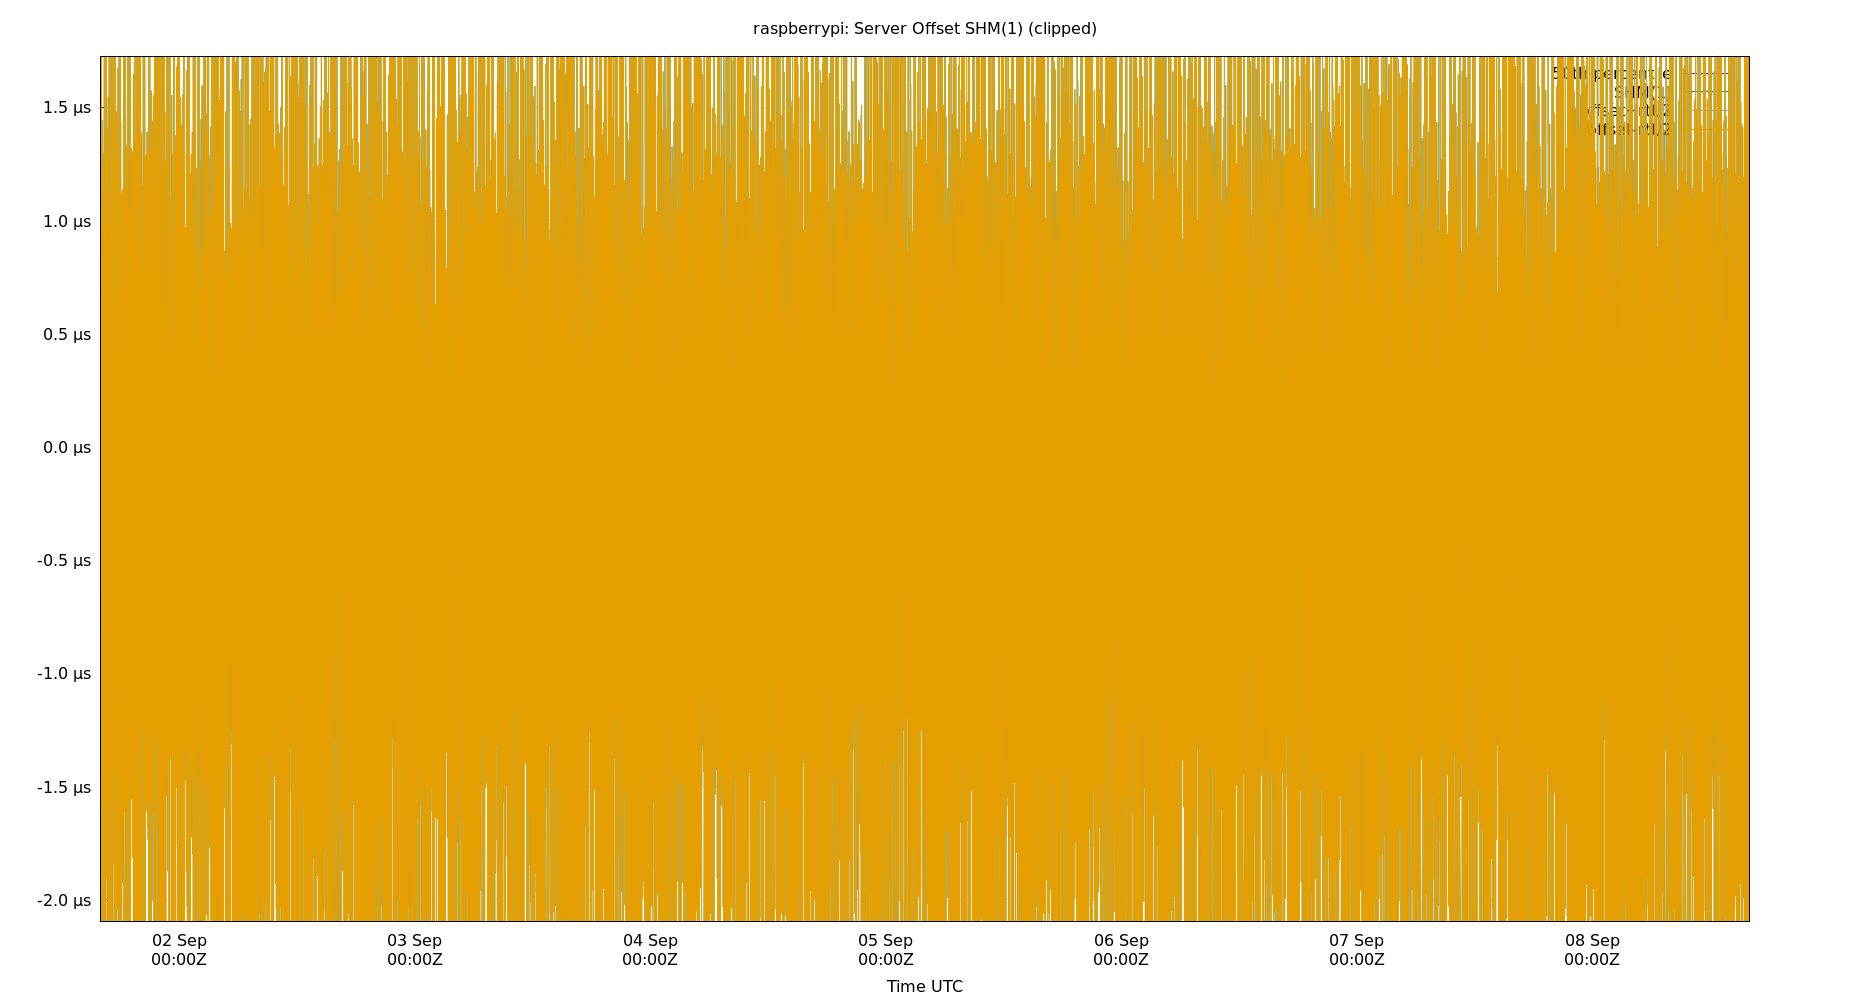 raspberrypi: Server Offset SHM(1) (clipped)
1.5 µs
1.0 µs
0.5 µs
0.0 µs
-0.5 µs
-1.0 µs
-1.5 µs
-2.0 µs
02 Sep
00:00Z
03 Sep
00:00Z
04 Sep
00:00Z
05 Sep
00:00Z
06 Sep
00:00Z
07 Sep
00:00Z
08 Sep
00:00Z
Time UTC